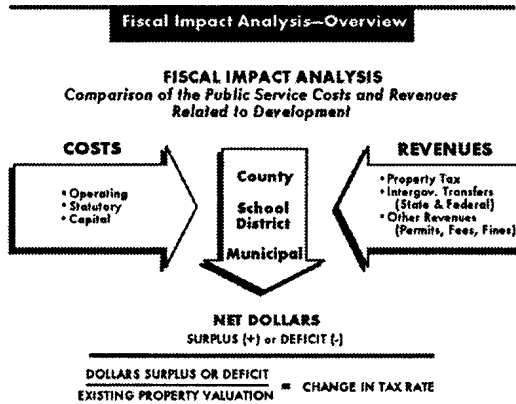 Fiscal Impact Analysis—Overview
FISCAL IMPACT ANALYSIS
Comparison of the Public Service Costs and Revenues
Related to Development
COSTS
• Operating
• Statutory
• Capital
County
School
District
Municipal
REVENUES
• Property Tax
• Intergov. Transfers
(State & Federal)
• Other Revenues
(Permits, Fees, Fines)
NET DOLLARS
SURPLUS (+) or DEFICIT (-)
DOLLARS SURPLUS OR DEFICIT
EXISTING PROPERTY VALUATION = CHANGE IN TAX RATE